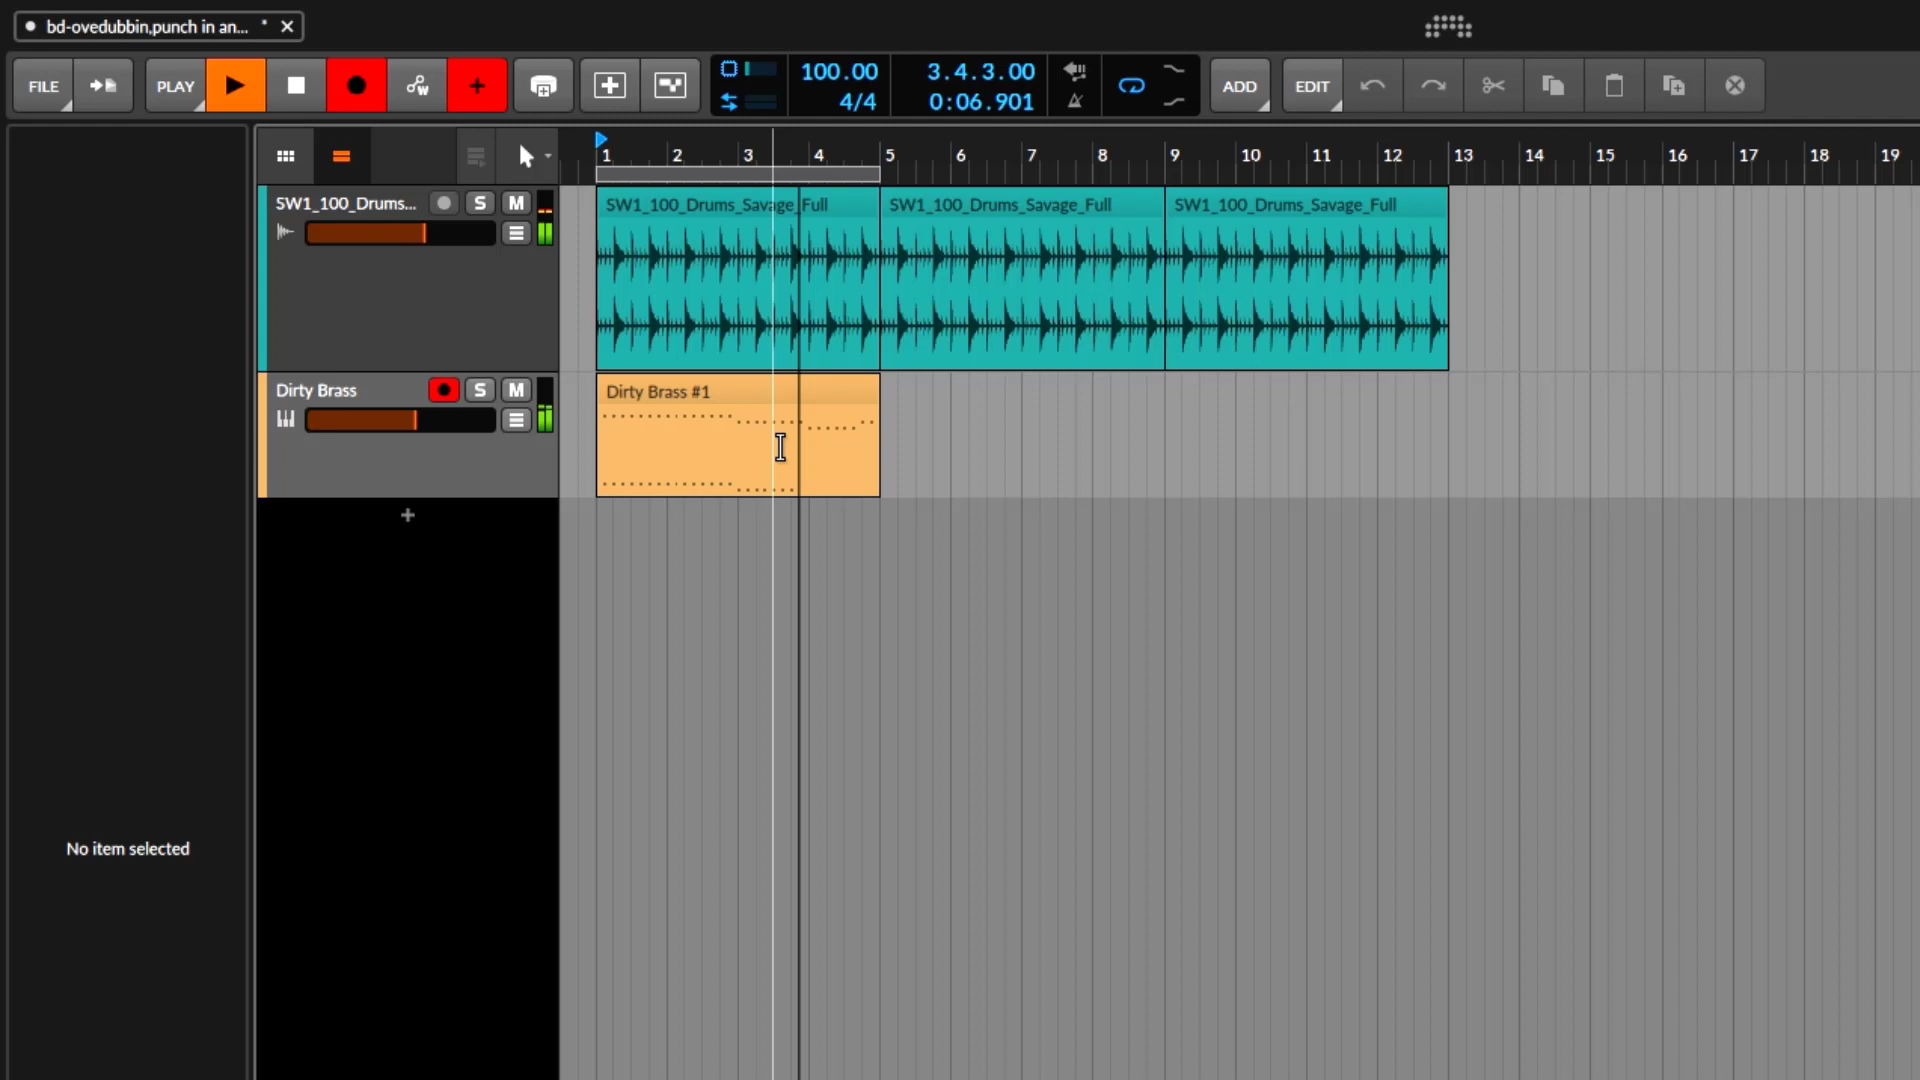 bd-ovedubbin,punch in an... *
FILE PLAY 100.00 3.4.3.00 ADD EDIT
4/4 0:06.901
1 2 3 4 5 6 7 8 9 10 11 12 13 14 15 16 17 18 19
SW1_100_Drums... S M SW1_100_Drums_Savage_Full SW1_100_Drums_Savage_Full SW1_100_Drums_Savage_Full
Dirty Brass S M Dirty Brass #1
No item selected